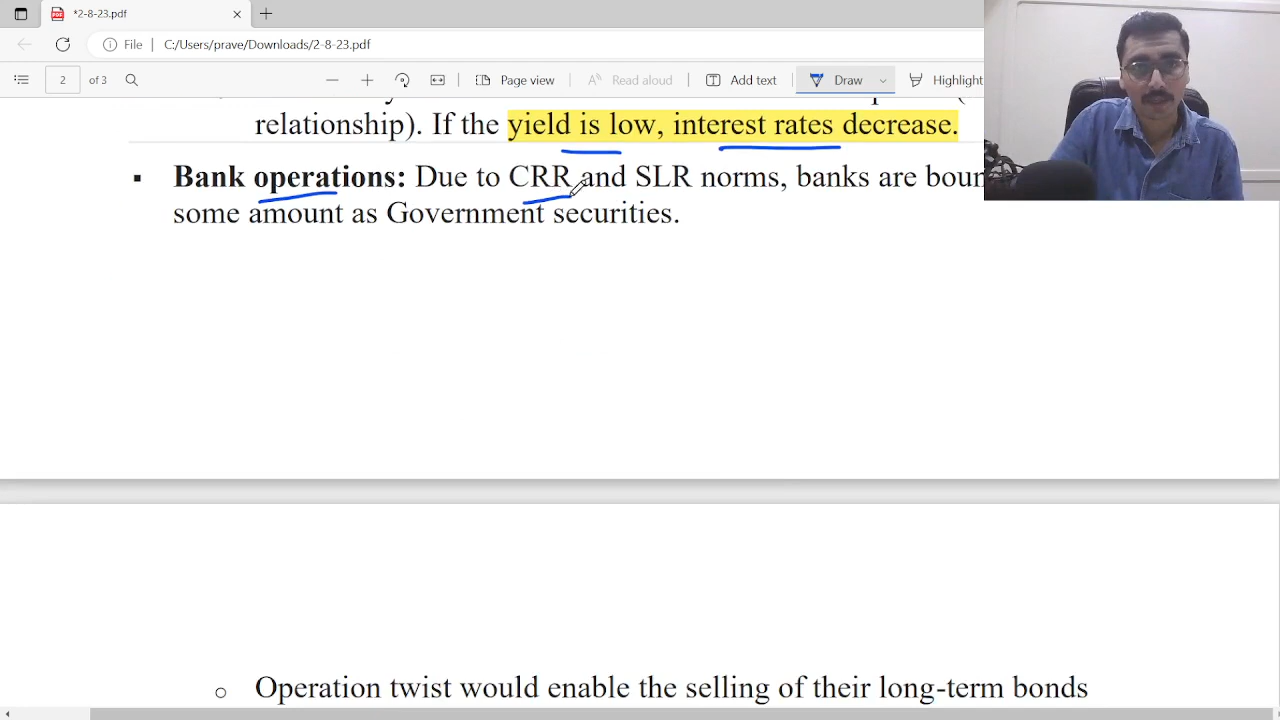 *2-8-23.pdf
File C:/Users/prave/Downloads/2-8-23.pdf
2 of 3 Page view Read aloud Add text Draw Highlight
relationship). If the yield is low, interest rates decrease.
▪ Bank operations: Due to CRR and SLR norms, banks are
some amount as Government securities.
o Operation twist would enable the selling of their long-term bonds